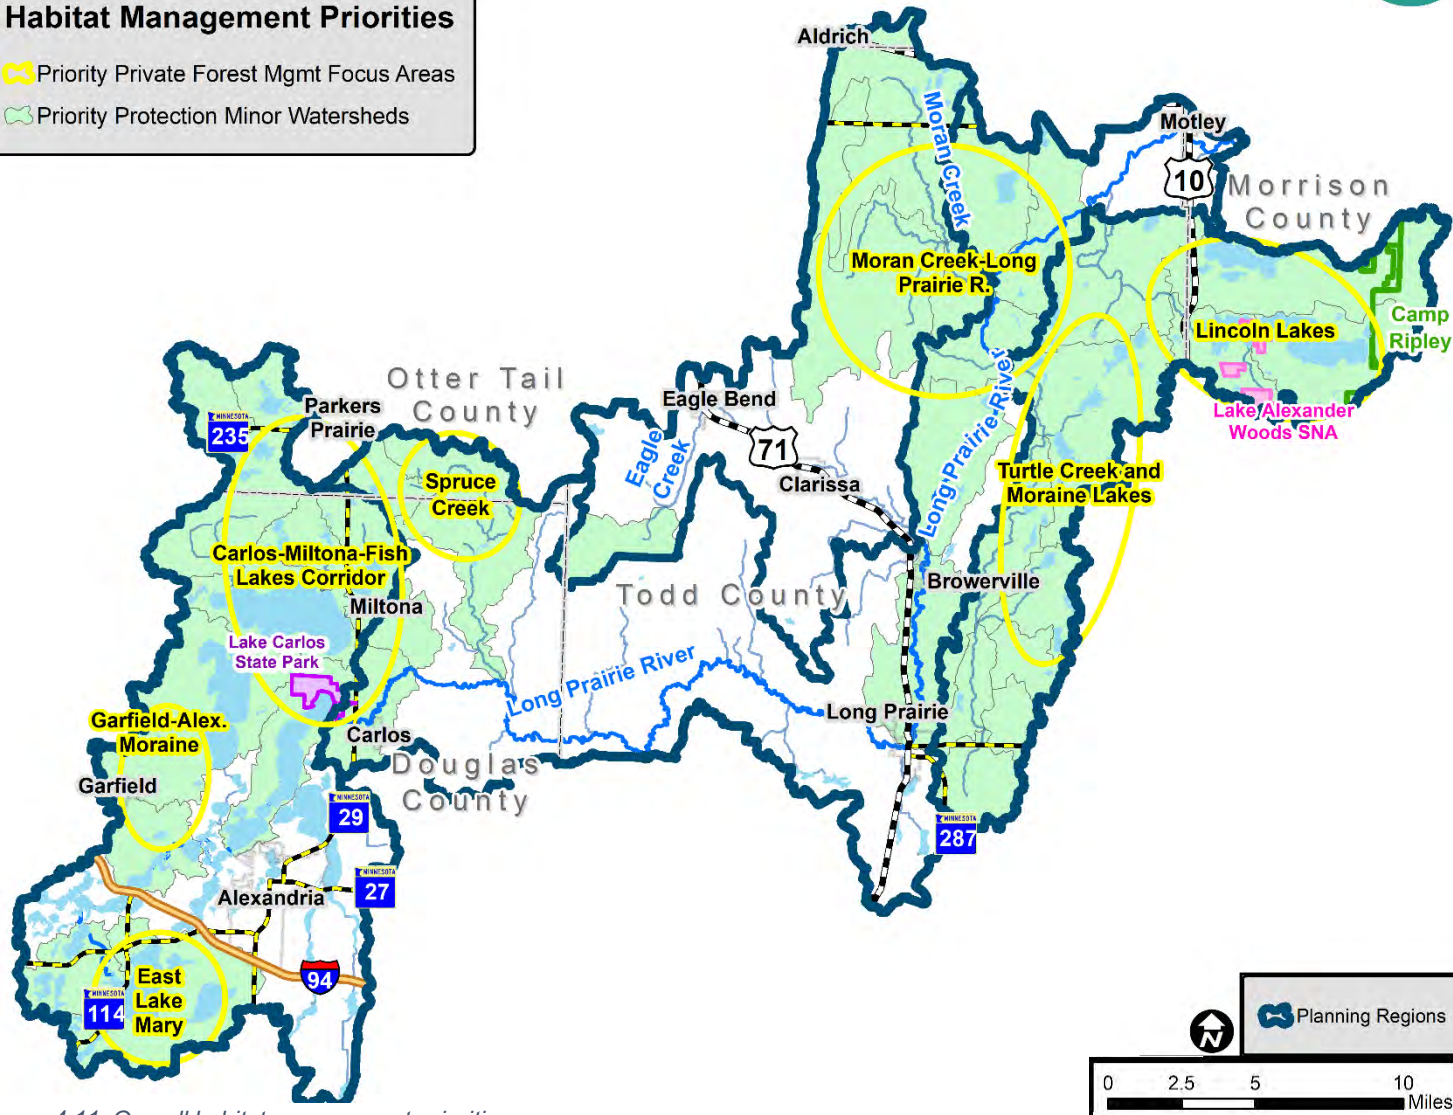 Habitat Management Priorities
Priority Private Forest Mgmt Focus Areas
Priority Protection Minor Watersheds
Aldrich
Moran Creek
Motley
10
Morrison
County
Moran Creek-Long
Prairie R.
Lincoln Lakes
Camp
Ripley
Lake Alexander
Woods SNA
Otter Tail
County
Parkers
Prairie
MINNESOTA
235
Eagle Bend
Eagle
Creek
71
Clarissa
Long Prairie River
Turtle Creek and
Moraine Lakes
Spruce
Creek
Carlos-Miltona-Fish
Lakes Corridor
Miltona
Todd County
Browerville
Lake Carlos
State Park
Long Prairie River
Long Prairie
Garfield-Alex.
Moraine
Garfield
Carlos
Douglas
County
MINNESOTA
29
MINNESOTA
287
MINNESOTA
27
Alexandria
94
East
Lake
Mary
MINNESOTA
114
N
Planning Regions
0 2.5 5 10
Miles